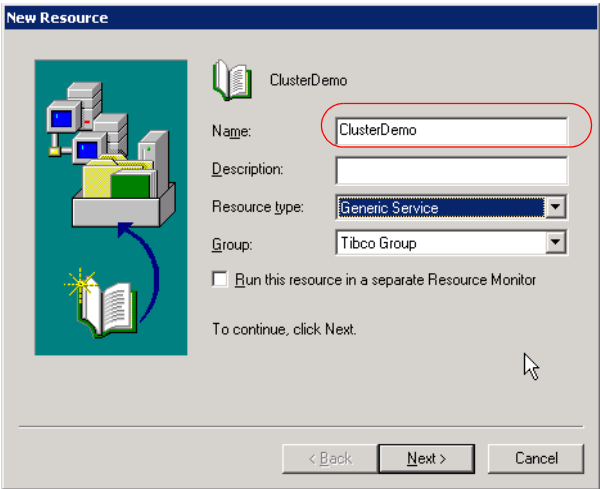 New Resource
ClusterDemo
Name: ClusterDemo
Description:
Resource type: Generic Service
Group: Tibco Group
Run this resource in a separate Resource Monitor
To continue, click Next.
< Back Next > Cancel